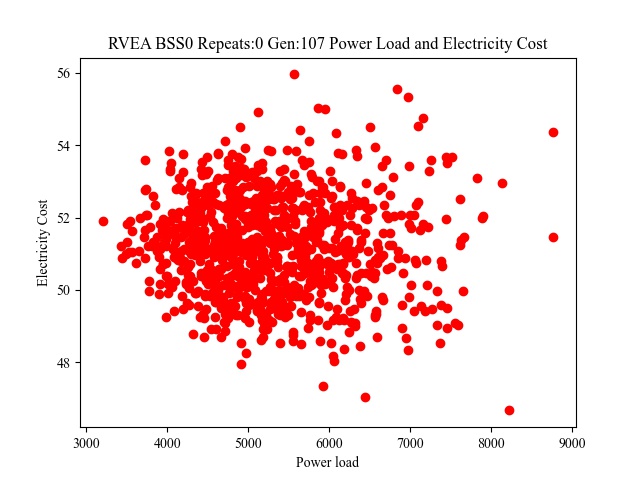 RVEA BSS0 Repeats:0 Gen:107 Power Load and Electricity Cost
56
54
52
50
48
Electricity Cost
3000 4000 5000 6000 7000 8000 9000
Power load